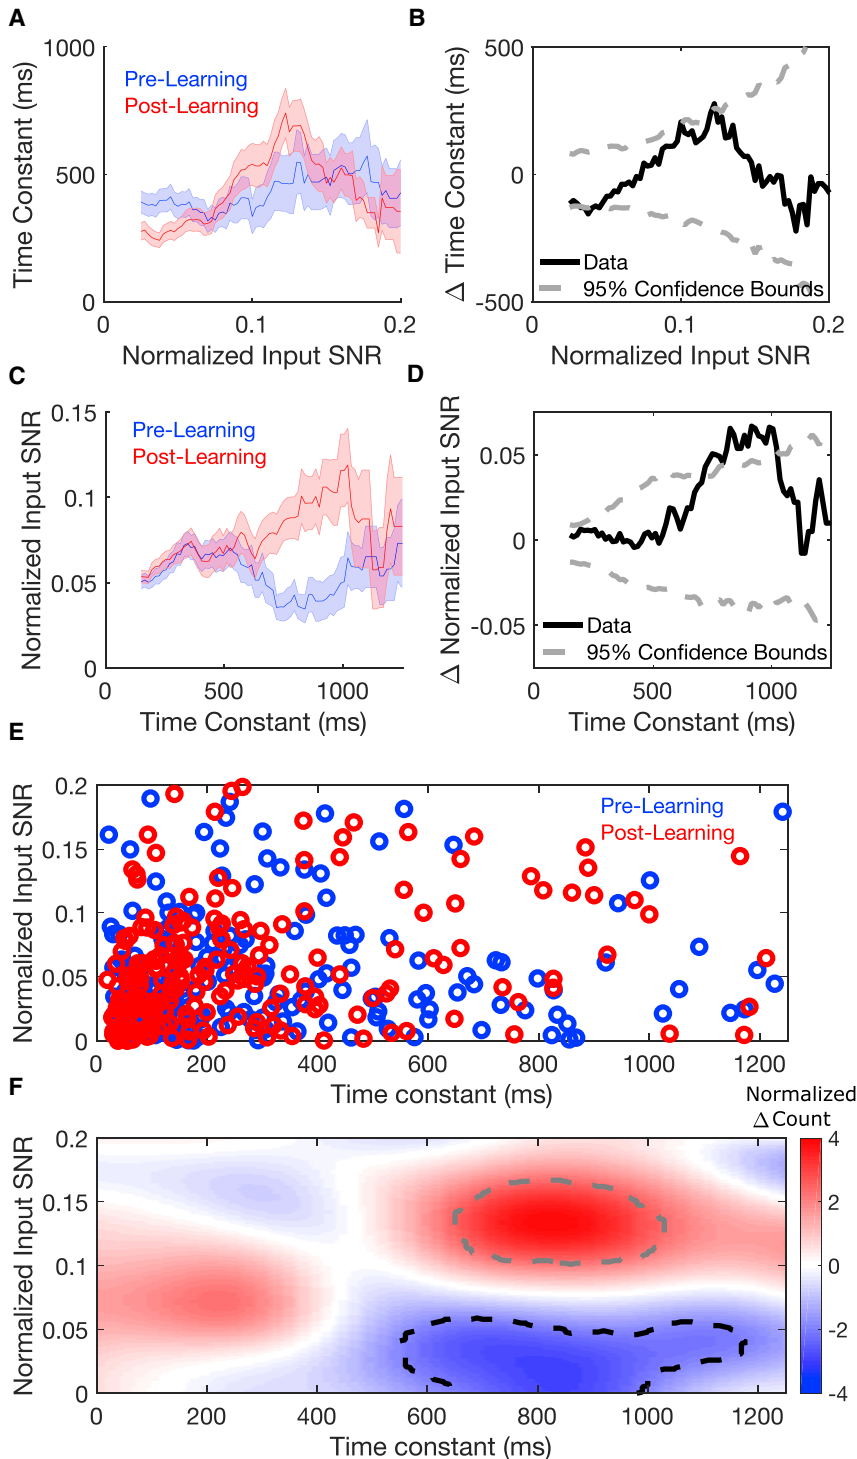 A
1000
500
0
Time Constant (ms)
Pre-Learning
Post-Learning
0
0.1
0.2
Normalized Input SNR
B
500
0
-500
Δ Time Constant (ms)
Data
95% Confidence Bounds
0
0.1
0.2
Normalized Input SNR
C
0.15
0.1
0.05
0
Normalized Input SNR
Pre-Learning
Post-Learning
0
500
1000
Time Constant (ms)
D
0.05
0
-0.05
Δ Normalized Input SNR
Data
95% Confidence Bounds
0
500
1000
Time Constant (ms)
E
0.2
0.15
0.1
0.05
0
Normalized Input SNR
Pre-Learning
Post-Learning
0
200
400
600
800
1000
1200
Time constant (ms)
F
Normalized
Δ Count
0.2
0.15
0.1
0.05
0
Normalized Input SNR
4
2
0
-2
-4
0
200
400
600
800
1000
1200
Time constant (ms)